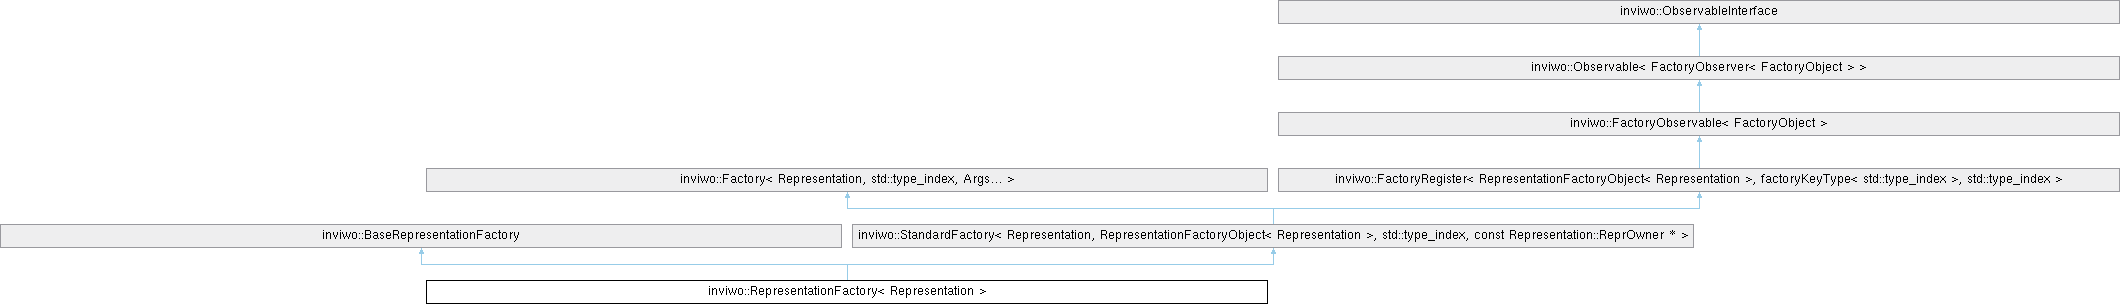 inviwo::ObservableInterface
inviwo::Observable< FactoryObserver< FactoryObject > >
inviwo::FactoryObservable< FactoryObject >
inviwo::Factory< Representation, std::type_index, Args... >
inviwo::FactoryRegister< RepresentationFactoryObject< Representation >, factoryKeyType< std::type_index >, std::type_index >
inviwo::BaseRepresentationFactory
inviwo::StandardFactory< Representation, RepresentationFactoryObject< Representation >, std::type_index, const Representation::ReprOwner * >
inviwo::RepresentationFactory< Representation >